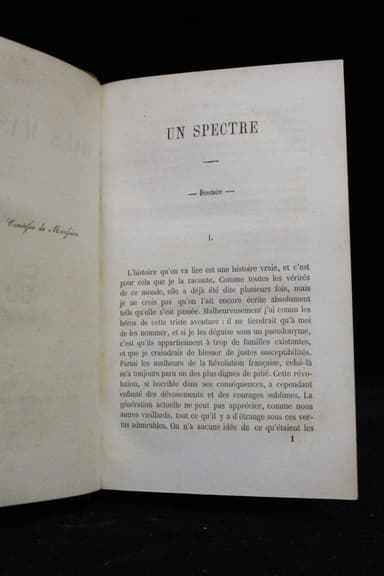 Comtesse de
UN SPECTRE
— Directoire —
I.
L'histoire qu'on va lire est une histoire vraie, et c'est
pour cela que je la raconte. Comme toutes les vérités
de ce monde, elle a déjà été dite plusieurs fois, mais
je ne crois pas qu'on l'ait encore écrite absolument
telle qu'elle s'est passée. Malheureusement j'ai connu les
héros de cette triste aventure : il ne tiendrait qu'à moi
de les nommer, et si je les déguise sous un pseudonyme,
c'est qu'ils appartiennent à trop de familles existantes,
et que je craindrais de blesser de justes susceptibilités.
Parmi les malheurs de la Révolution française, celui-là
m'a toujours paru un des plus dignes de pitié. Cette révo-
lution, si horrible dans ses conséquences, a cependant
enfanté des dévouements et des courages sublimes. La
génération actuelle ne peut pas apprécier, comme nous
autres vieillards, tout ce qu'il y a d'étrange sous ces ver-
tus admirables. On n'a aucune idée de ce qu'étaient les
1